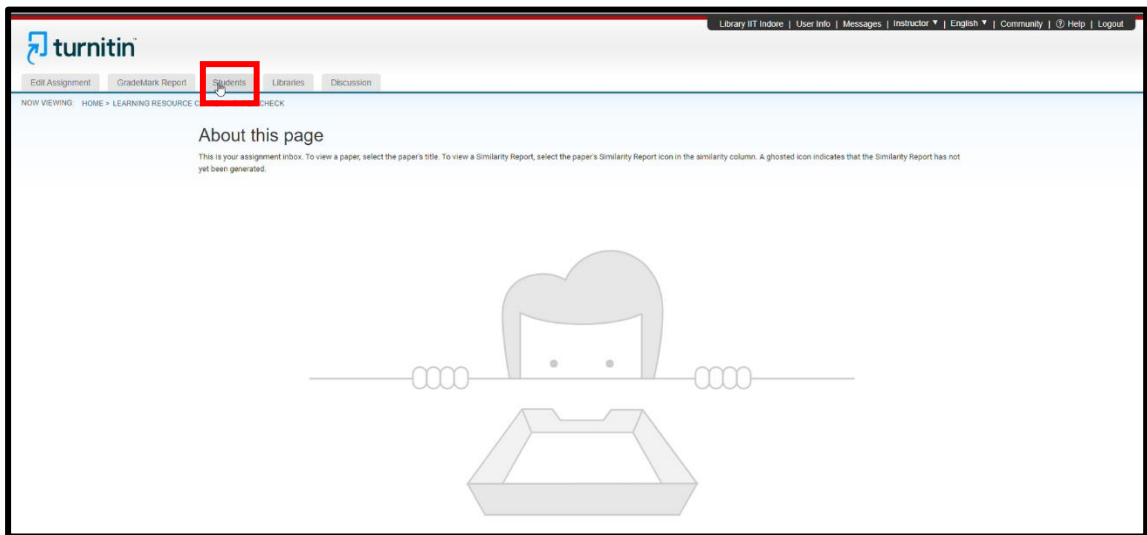 Library IIT Indore | User Info | Messages | Instructor ▼ | English ▼ | Community | ? Help | Logout
turnitin
Edit Assignment GradeMark Report Students Libraries Discussion
NOW VIEWING: HOME > LEARNING RESOURCE CHECK
About this page
This is your assignment inbox. To view a paper, select the paper's title. To view a Similarity Report, select the paper's Similarity Report icon in the similarity column. A ghosted icon indicates that the Similarity Report has not
yet been generated.